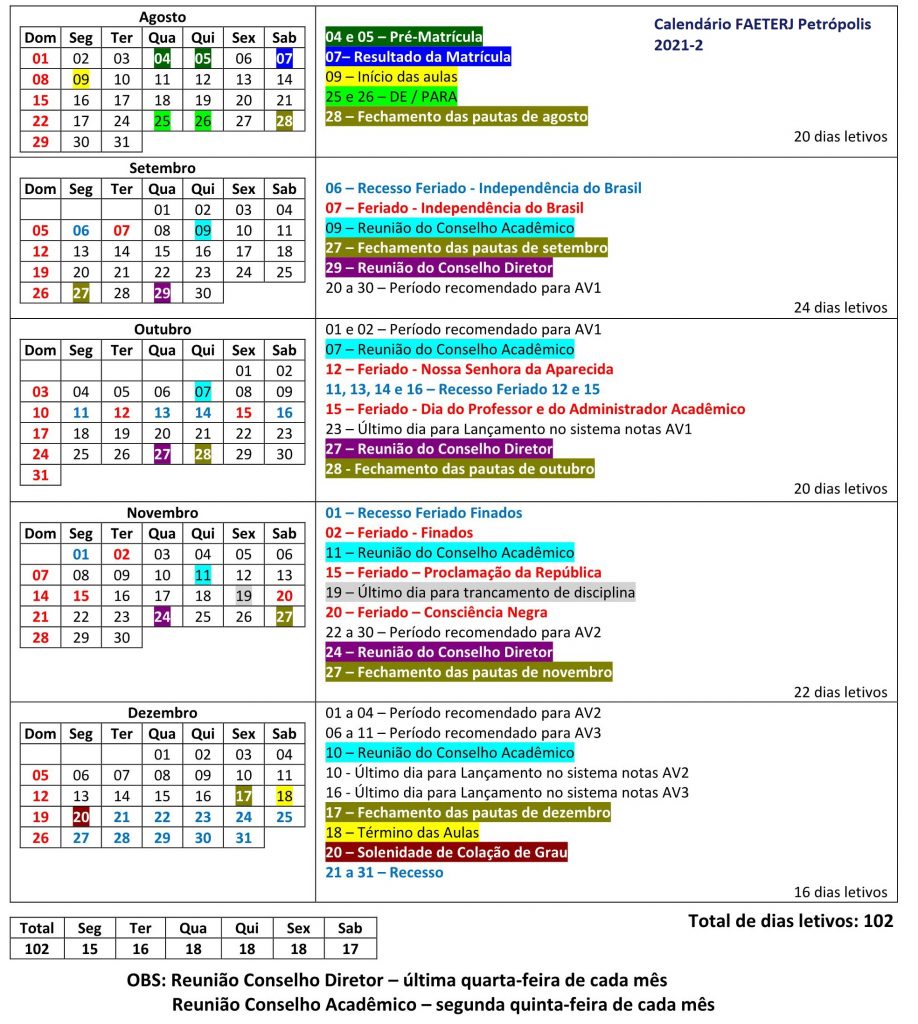 Agosto
Dom Seg Ter Qua Qui Sex Sab
01 02 03 04 05 06 07
08 09 10 11 12 13 14
15 16 17 18 19 20 21
22 17 24 25 26 27 28
29 30 31
04 e 05 – Pré-Matrícula
07– Resultado da Matrícula
09 – Início das aulas
25 e 26 – DE / PARA
28 – Fechamento das pautas de agosto
Calendário FAETERJ Petrópolis
2021-2
20 dias letivos
Setembro
Dom Seg Ter Qua Qui Sex Sab
01 02 03 04
05 06 07 08 09 10 11
12 13 14 15 16 17 18
19 20 21 22 23 24 25
26 27 28 29 30
06 – Recesso Feriado - Independência do Brasil
07 – Feriado - Independência do Brasil
09 – Reunião do Conselho Acadêmico
27 – Fechamento das pautas de setembro
29 – Reunião do Conselho Diretor
20 a 30 – Período recomendado para AV1
24 dias letivos
Outubro
Dom Seg Ter Qua Qui Sex Sab
01 02
03 04 05 06 07 08 09
10 11 12 13 14 15 16
17 18 19 20 21 22 23
24 25 26 27 28 29 30
31
01 e 02 – Período recomendado para AV1
07 – Reunião do Conselho Acadêmico
12 – Feriado - Nossa Senhora da Aparecida
11, 13, 14 e 16 – Recesso Feriado 12 e 15
15 – Feriado - Dia do Professor e do Administrador Acadêmico
23 – Último dia para Lançamento no sistema notas AV1
27 – Reunião do Conselho Diretor
28 - Fechamento das pautas de outubro
20 dias letivos
Novembro
Dom Seg Ter Qua Qui Sex Sab
01 02 03 04 05 06
07 08 09 10 11 12 13
14 15 16 17 18 19 20
21 22 23 24 25 26 27
28 29 30
01 – Recesso Feriado Finados
02 – Feriado - Finados
11 – Reunião do Conselho Acadêmico
15 – Feriado – Proclamação da República
19 – Último dia para trancamento de disciplina
20 – Feriado – Consciência Negra
22 a 30 – Período recomendado para AV2
24 – Reunião do Conselho Diretor
27 – Fechamento das pautas de novembro
22 dias letivos
Dezembro
Dom Seg Ter Qua Qui Sex Sab
01 02 03 04
05 06 07 08 09 10 11
12 13 14 15 16 17 18
19 20 21 22 23 24 25
26 27 28 29 30 31
01 a 04 – Período recomendado para AV2
06 a 11 – Período recomendado para AV3
10 – Reunião do Conselho Acadêmico
10 - Último dia para Lançamento no sistema notas AV2
16 - Último dia para Lançamento no sistema notas AV3
17 – Fechamento das pautas de dezembro
18 – Término das Aulas
20 – Solenidade de Colação de Grau
21 a 31 – Recesso
16 dias letivos
Total Seg Ter Qua Qui Sex Sab
102 15 16 18 18 18 17
Total de dias letivos: 102
OBS: Reunião Conselho Diretor – última quarta-feira de cada mês
Reunião Conselho Acadêmico – segunda quinta-feira de cada mês